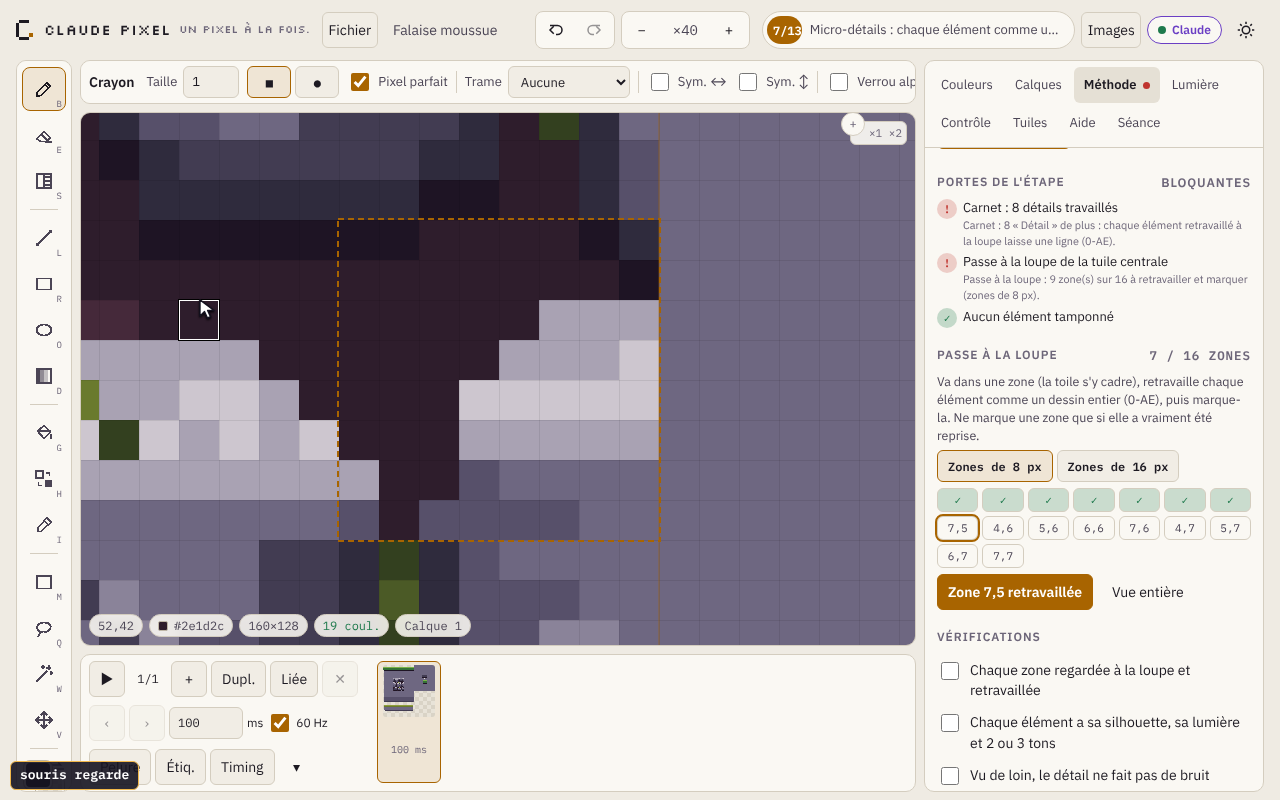 CLAUDE PIXEL UN PIXEL À LA FOIS.
Fichier
Falaise moussue
− ×40 +
7/13 Micro-détails : chaque élément comme u…
Images
Claude
Crayon Taille 1
Pixel parfait
Trame Aucune
Sym. ↔
Sym. ↕
Verrou alp
B
E
S
L
R
O
D
G
H
I
M
Q
W
V
+ ×1 ×2
52,42
#2e1d2c
160×128
19 coul.
Calque 1
1/1 + Dupl. Liée ✕
‹ › 100 ms 60 Hz
Étiq. Timing ▼
100 ms
souris regarde
Couleurs Calques Méthode Lumière
Contrôle Tuiles Aide Séance
PORTES DE L'ÉTAPE BLOQUANTES
! Carnet : 8 détails travaillés
Carnet : 8 « Détail » de plus : chaque élément retravaillé à
la loupe laisse une ligne (0-AE).
! Passe à la loupe de la tuile centrale
Passe à la loupe : 9 zone(s) sur 16 à retravailler et marquer
(zones de 8 px).
✓ Aucun élément tamponné
PASSE À LA LOUPE 7 / 16 ZONES
Va dans une zone (la toile s'y cadre), retravaille chaque
élément comme un dessin entier (0-AE), puis marque-
la. Ne marque une zone que si elle a vraiment été
reprise.
Zones de 8 px Zones de 16 px
✓ ✓ ✓ ✓ ✓ ✓ ✓
7,5 4,6 5,6 6,6 7,6 4,7 5,7
6,7 7,7
Zone 7,5 retravaillée Vue entière
VÉRIFICATIONS
Chaque zone regardée à la loupe et
retravaillée
Chaque élément a sa silhouette, sa lumière
et 2 ou 3 tons
Vu de loin, le détail ne fait pas de bruit